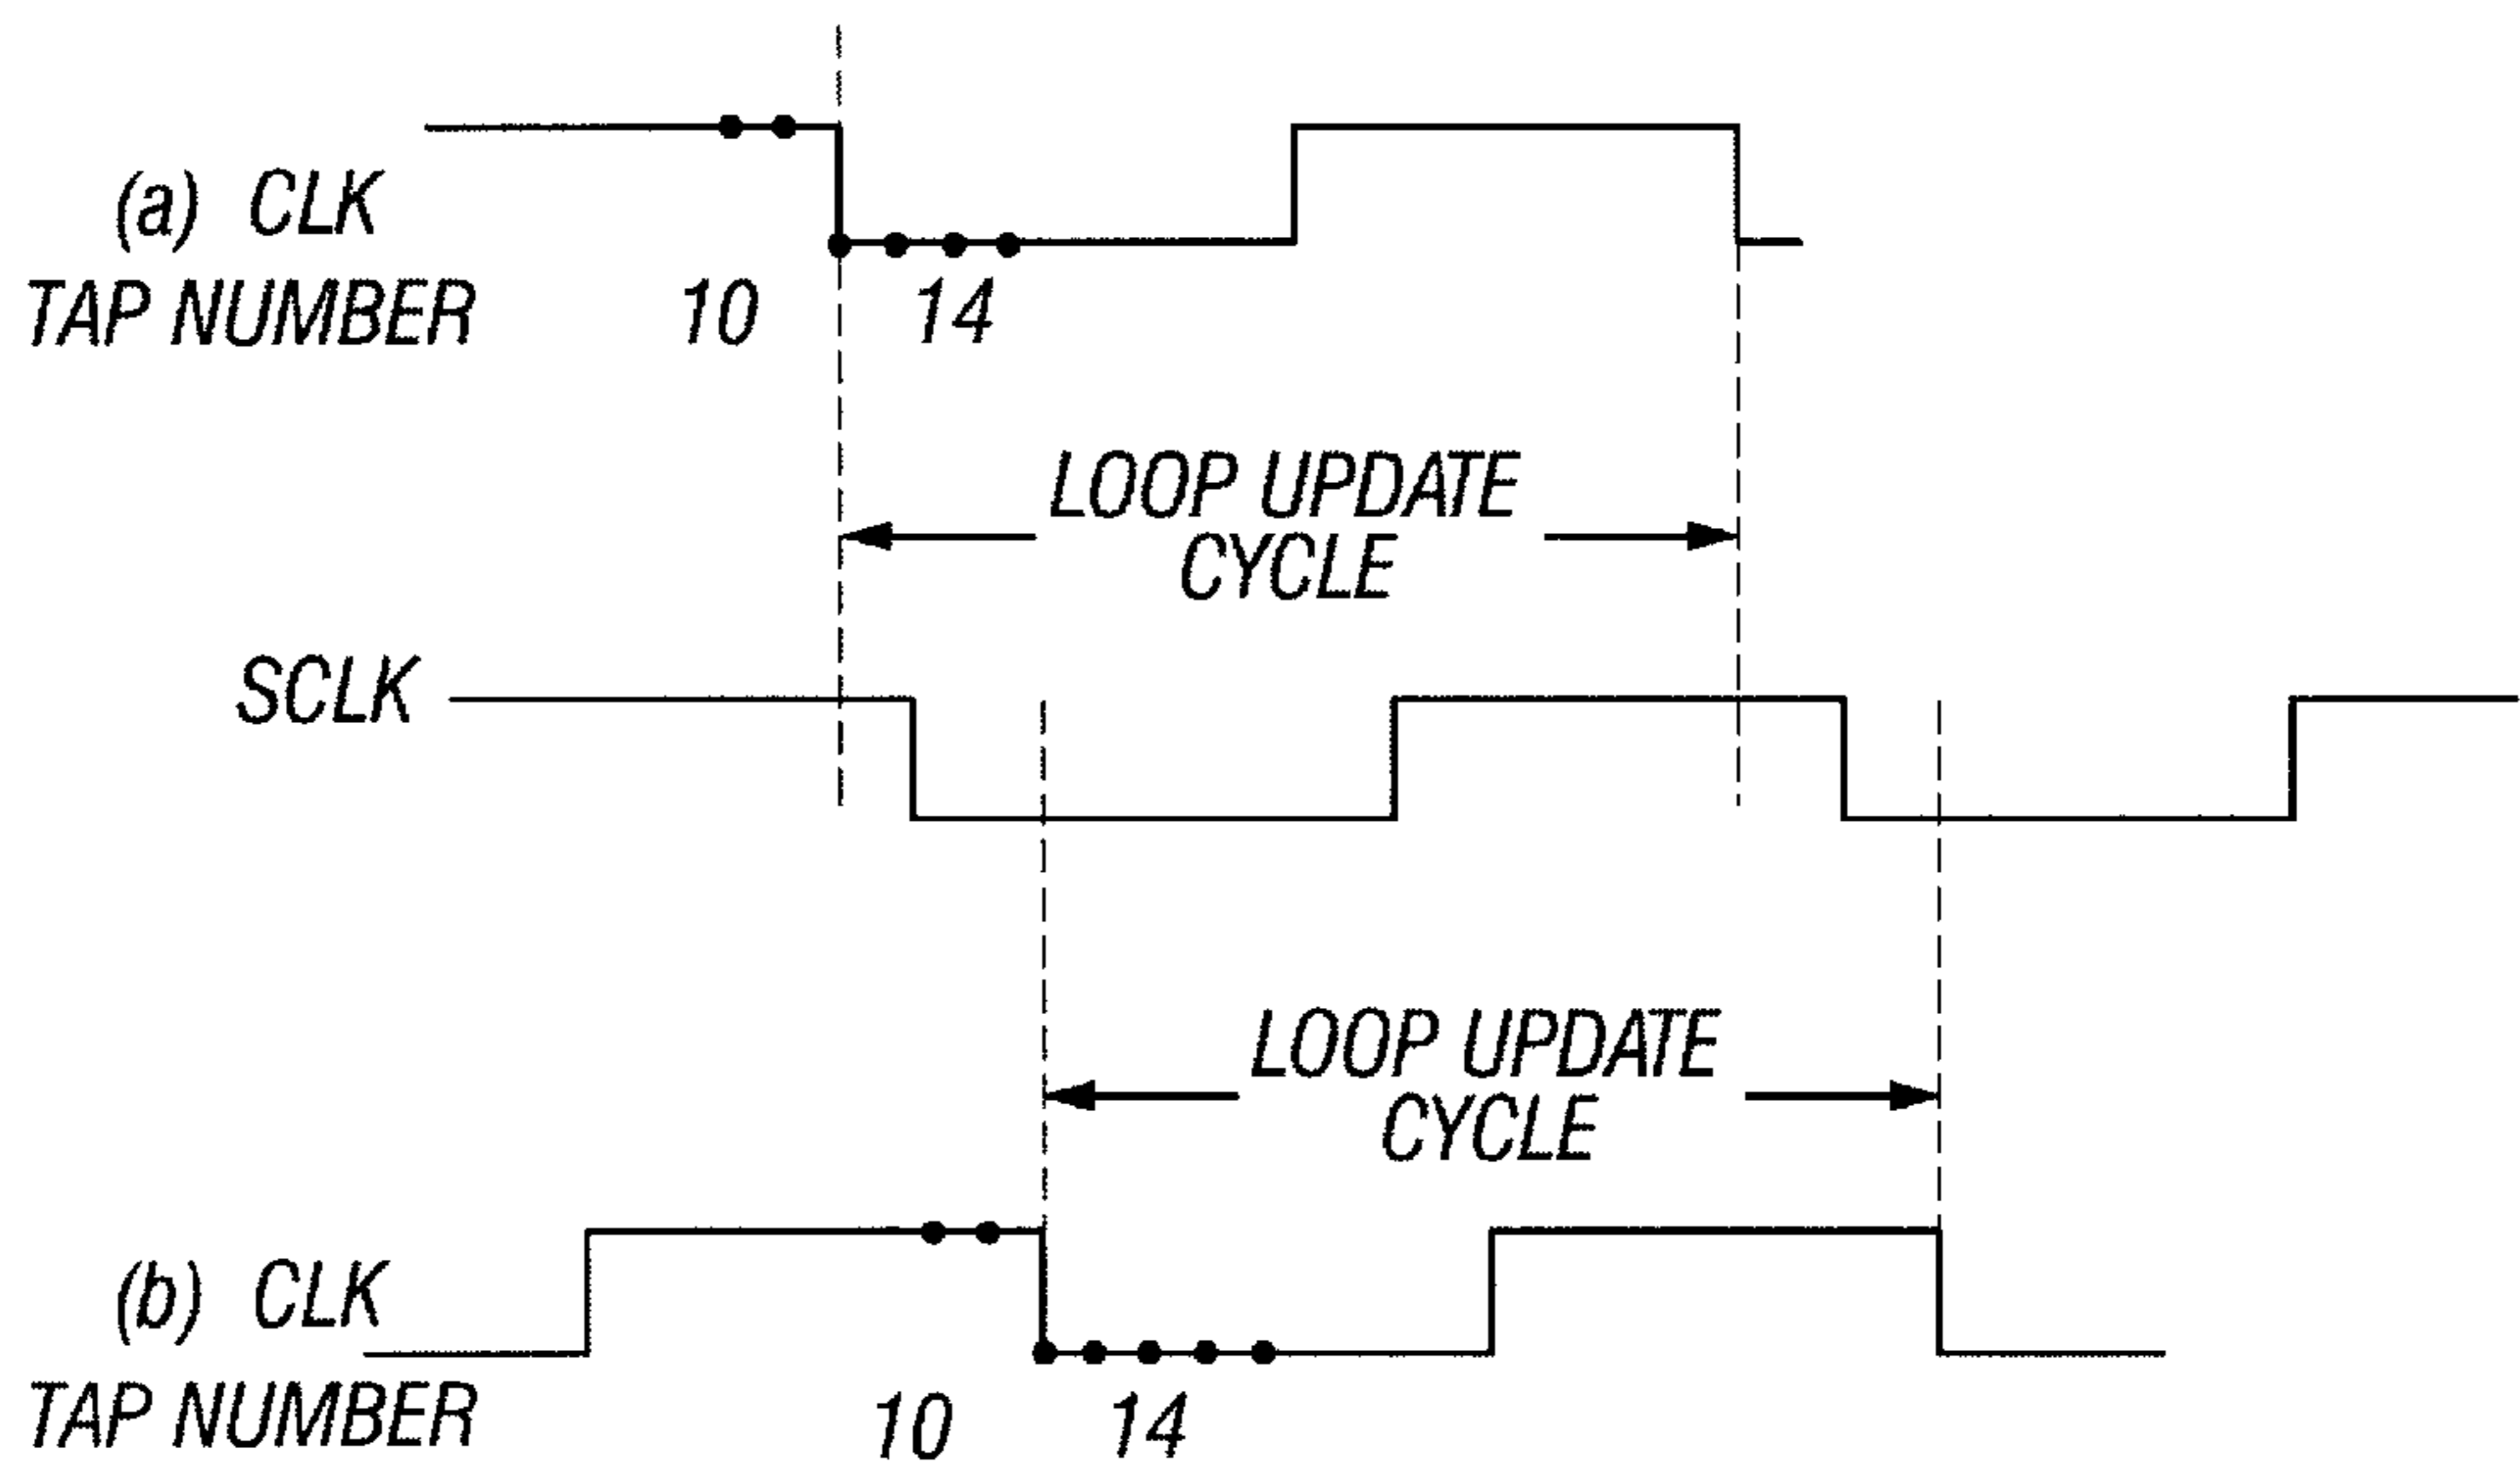 (a) CLK
TAP NUMBER 10 14
LOOP UPDATE
CYCLE
SCLK
LOOP UPDATE
CYCLE
(b) CLK
TAP NUMBER 10 14